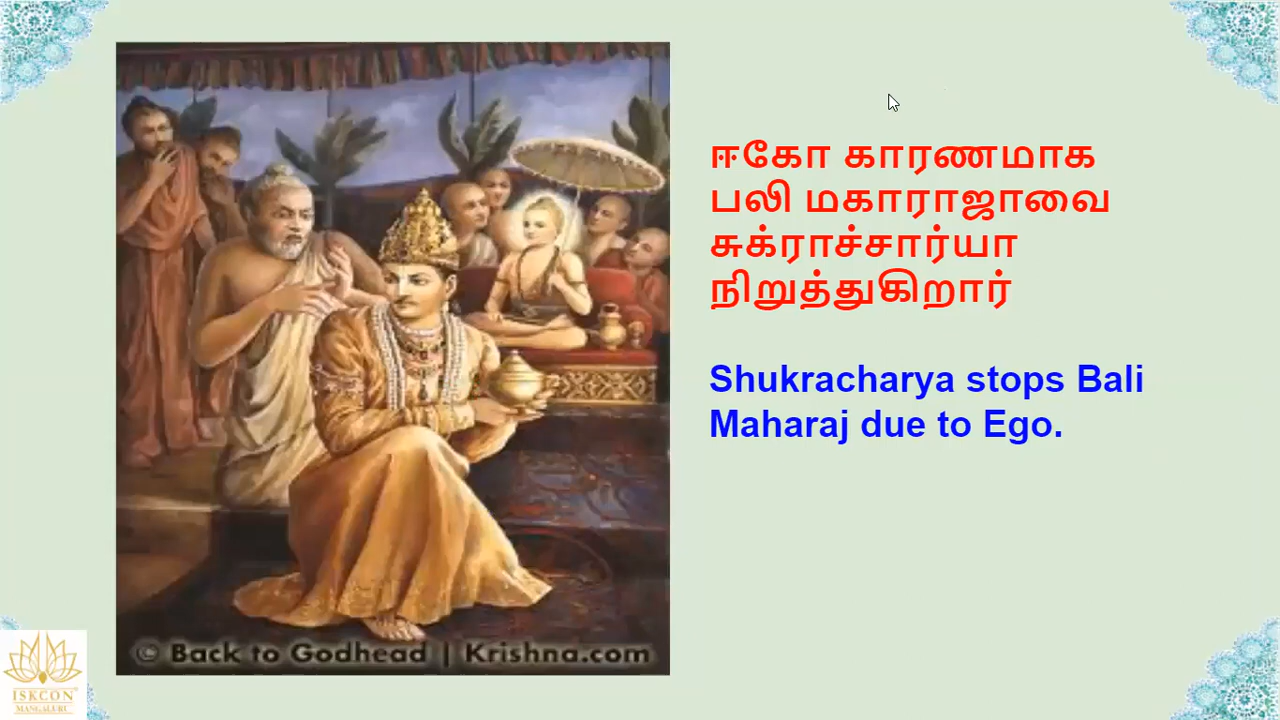 ஈகோ காரணமாக
பலி மகாராஜாவை
சுக்ராச்சார்யா
நிறுத்துகிறார்
Shukracharya stops Bali
Maharaj due to Ego.
© Back to Godhead | Krishna.com
ISKCON
MANGALURU